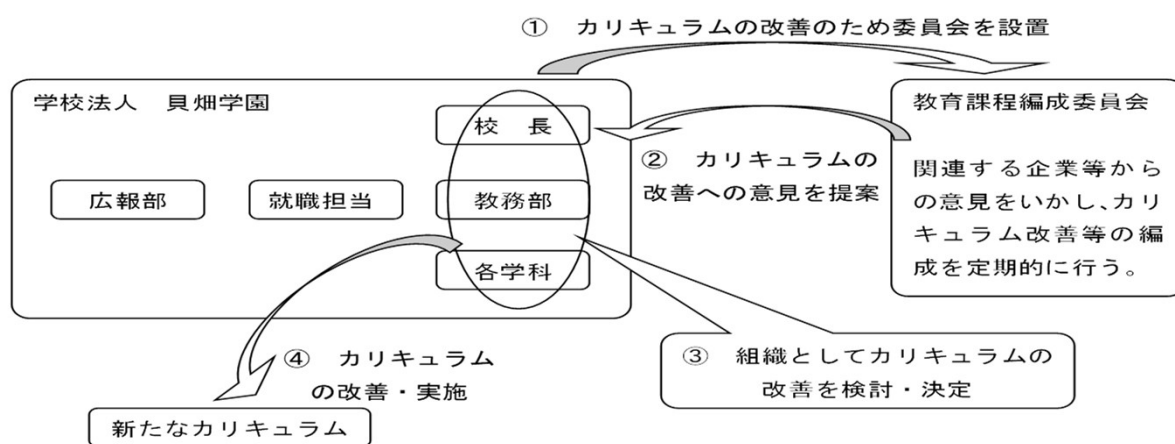 ① カリキュラムの改善のため委員会を設置
学校法人 貝畑学園
校 長
広報部
就職担当
教務部
各学科
② カリキュラムの
改善への意見を提案
教育課程編成委員会
関連する企業等から
の意見をいかし、カリ
キュラム改善等の編
成を定期的に行う。
③ 組織としてカリキュラムの
改善を検討・決定
④ カリキュラム
の改善・実施
新たなカリキュラム